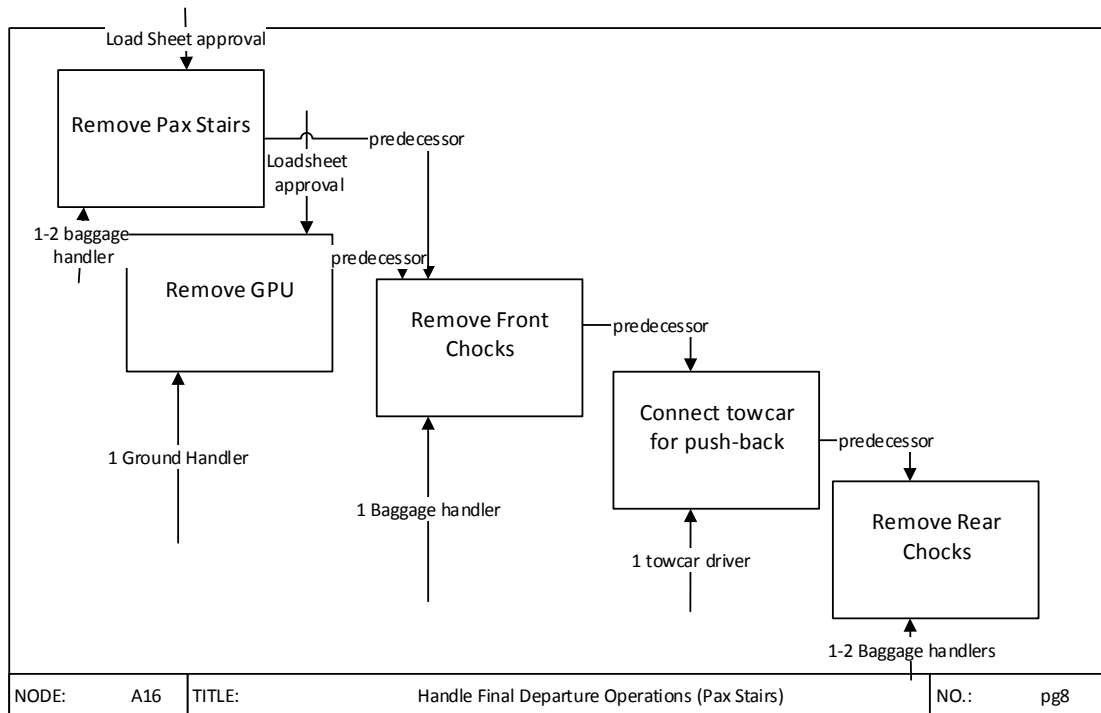 Load Sheet approval
Remove Pax Stairs
predecessor
Loadsheet
approval
1-2 baggage
handler
predecessor
Remove GPU
Remove Front
Chocks
predecessor
1 Ground Handler
Connect towcar
for push-back
predecessor
1 Baggage handler
Remove Rear
Chocks
1 towcar driver
1-2 Baggage handlers
NODE: A16 TITLE: Handle Final Departure Operations (Pax Stairs) NO.: pg8